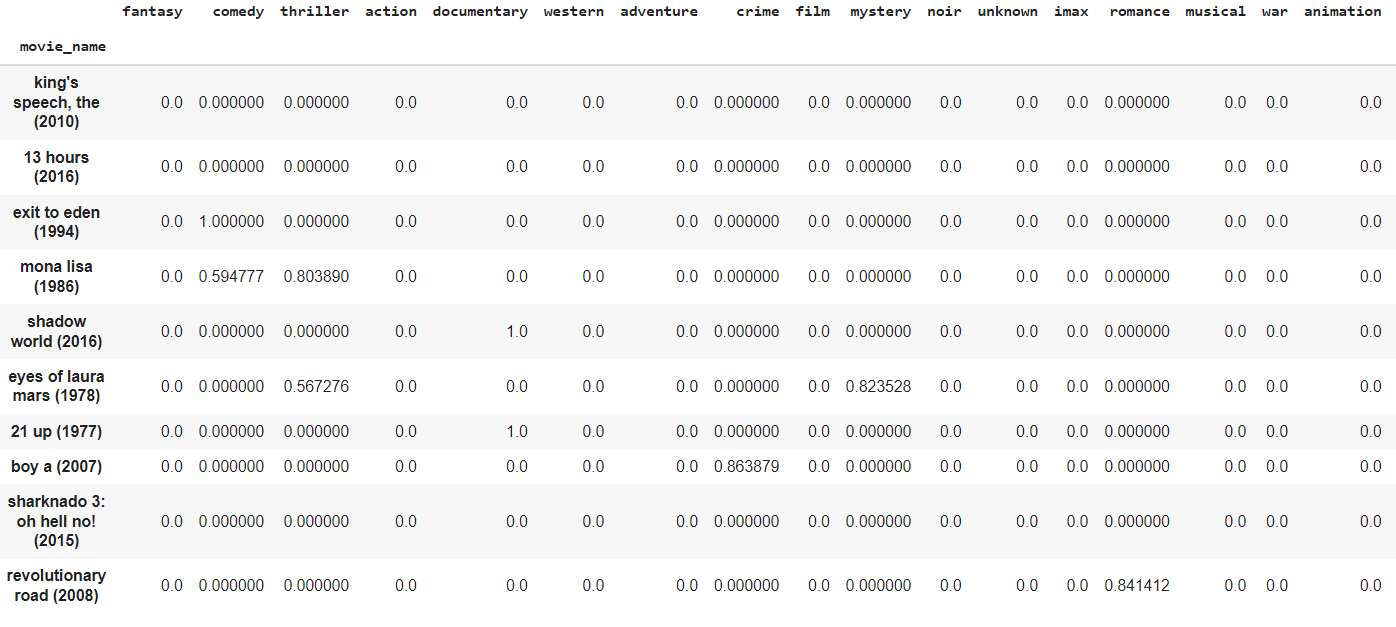 fantasy comedy thriller action documentary western adventure crime film mystery noir unknown imax romance musical war animation
movie_name
king's
speech, the
(2010)
0.0 0.000000 0.000000 0.0 0.0 0.0 0.0 0.000000 0.0 0.000000 0.0 0.0 0.0 0.000000 0.0 0.0 0.0
13 hours
(2016)
0.0 0.000000 0.000000 0.0 0.0 0.0 0.0 0.000000 0.0 0.000000 0.0 0.0 0.0 0.000000 0.0 0.0 0.0
exit to eden
(1994)
0.0 1.000000 0.000000 0.0 0.0 0.0 0.0 0.000000 0.0 0.000000 0.0 0.0 0.0 0.000000 0.0 0.0 0.0
mona lisa
(1986)
0.0 0.594777 0.803890 0.0 0.0 0.0 0.0 0.000000 0.0 0.000000 0.0 0.0 0.0 0.000000 0.0 0.0 0.0
shadow
world (2016)
0.0 0.000000 0.000000 0.0 1.0 0.0 0.0 0.000000 0.0 0.000000 0.0 0.0 0.0 0.000000 0.0 0.0 0.0
eyes of laura
mars (1978)
0.0 0.000000 0.567276 0.0 0.0 0.0 0.0 0.000000 0.0 0.823528 0.0 0.0 0.0 0.000000 0.0 0.0 0.0
21 up (1977) 0.0 0.000000 0.000000 0.0 1.0 0.0 0.0 0.000000 0.0 0.000000 0.0 0.0 0.0 0.000000 0.0 0.0 0.0
boy a (2007) 0.0 0.000000 0.000000 0.0 0.0 0.0 0.0 0.863879 0.0 0.000000 0.0 0.0 0.0 0.000000 0.0 0.0 0.0
sharknado 3:
oh hell no!
(2015)
0.0 0.000000 0.000000 0.0 0.0 0.0 0.0 0.000000 0.0 0.000000 0.0 0.0 0.0 0.000000 0.0 0.0 0.0
revolutionary
road (2008)
0.0 0.000000 0.000000 0.0 0.0 0.0 0.0 0.000000 0.0 0.000000 0.0 0.0 0.0 0.841412 0.0 0.0 0.0